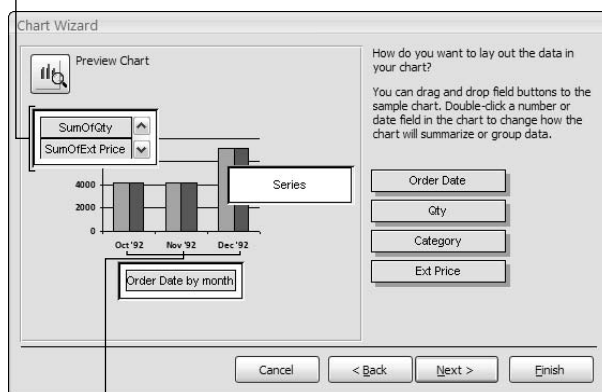 Chart Wizard
Preview Chart
SumOfQty
SumOfExt Price
4000
2000
0
Oct '92
Nov '92
Dec '92
Series
Order Date by month
How do you want to lay out the data in
your chart?
You can drag and drop field buttons to the
sample chart. Double-click a number or
date field in the chart to change how the
chart will summarize or group data.
Order Date
Qty
Category
Ext Price
Cancel
< Back
Next >
Finish